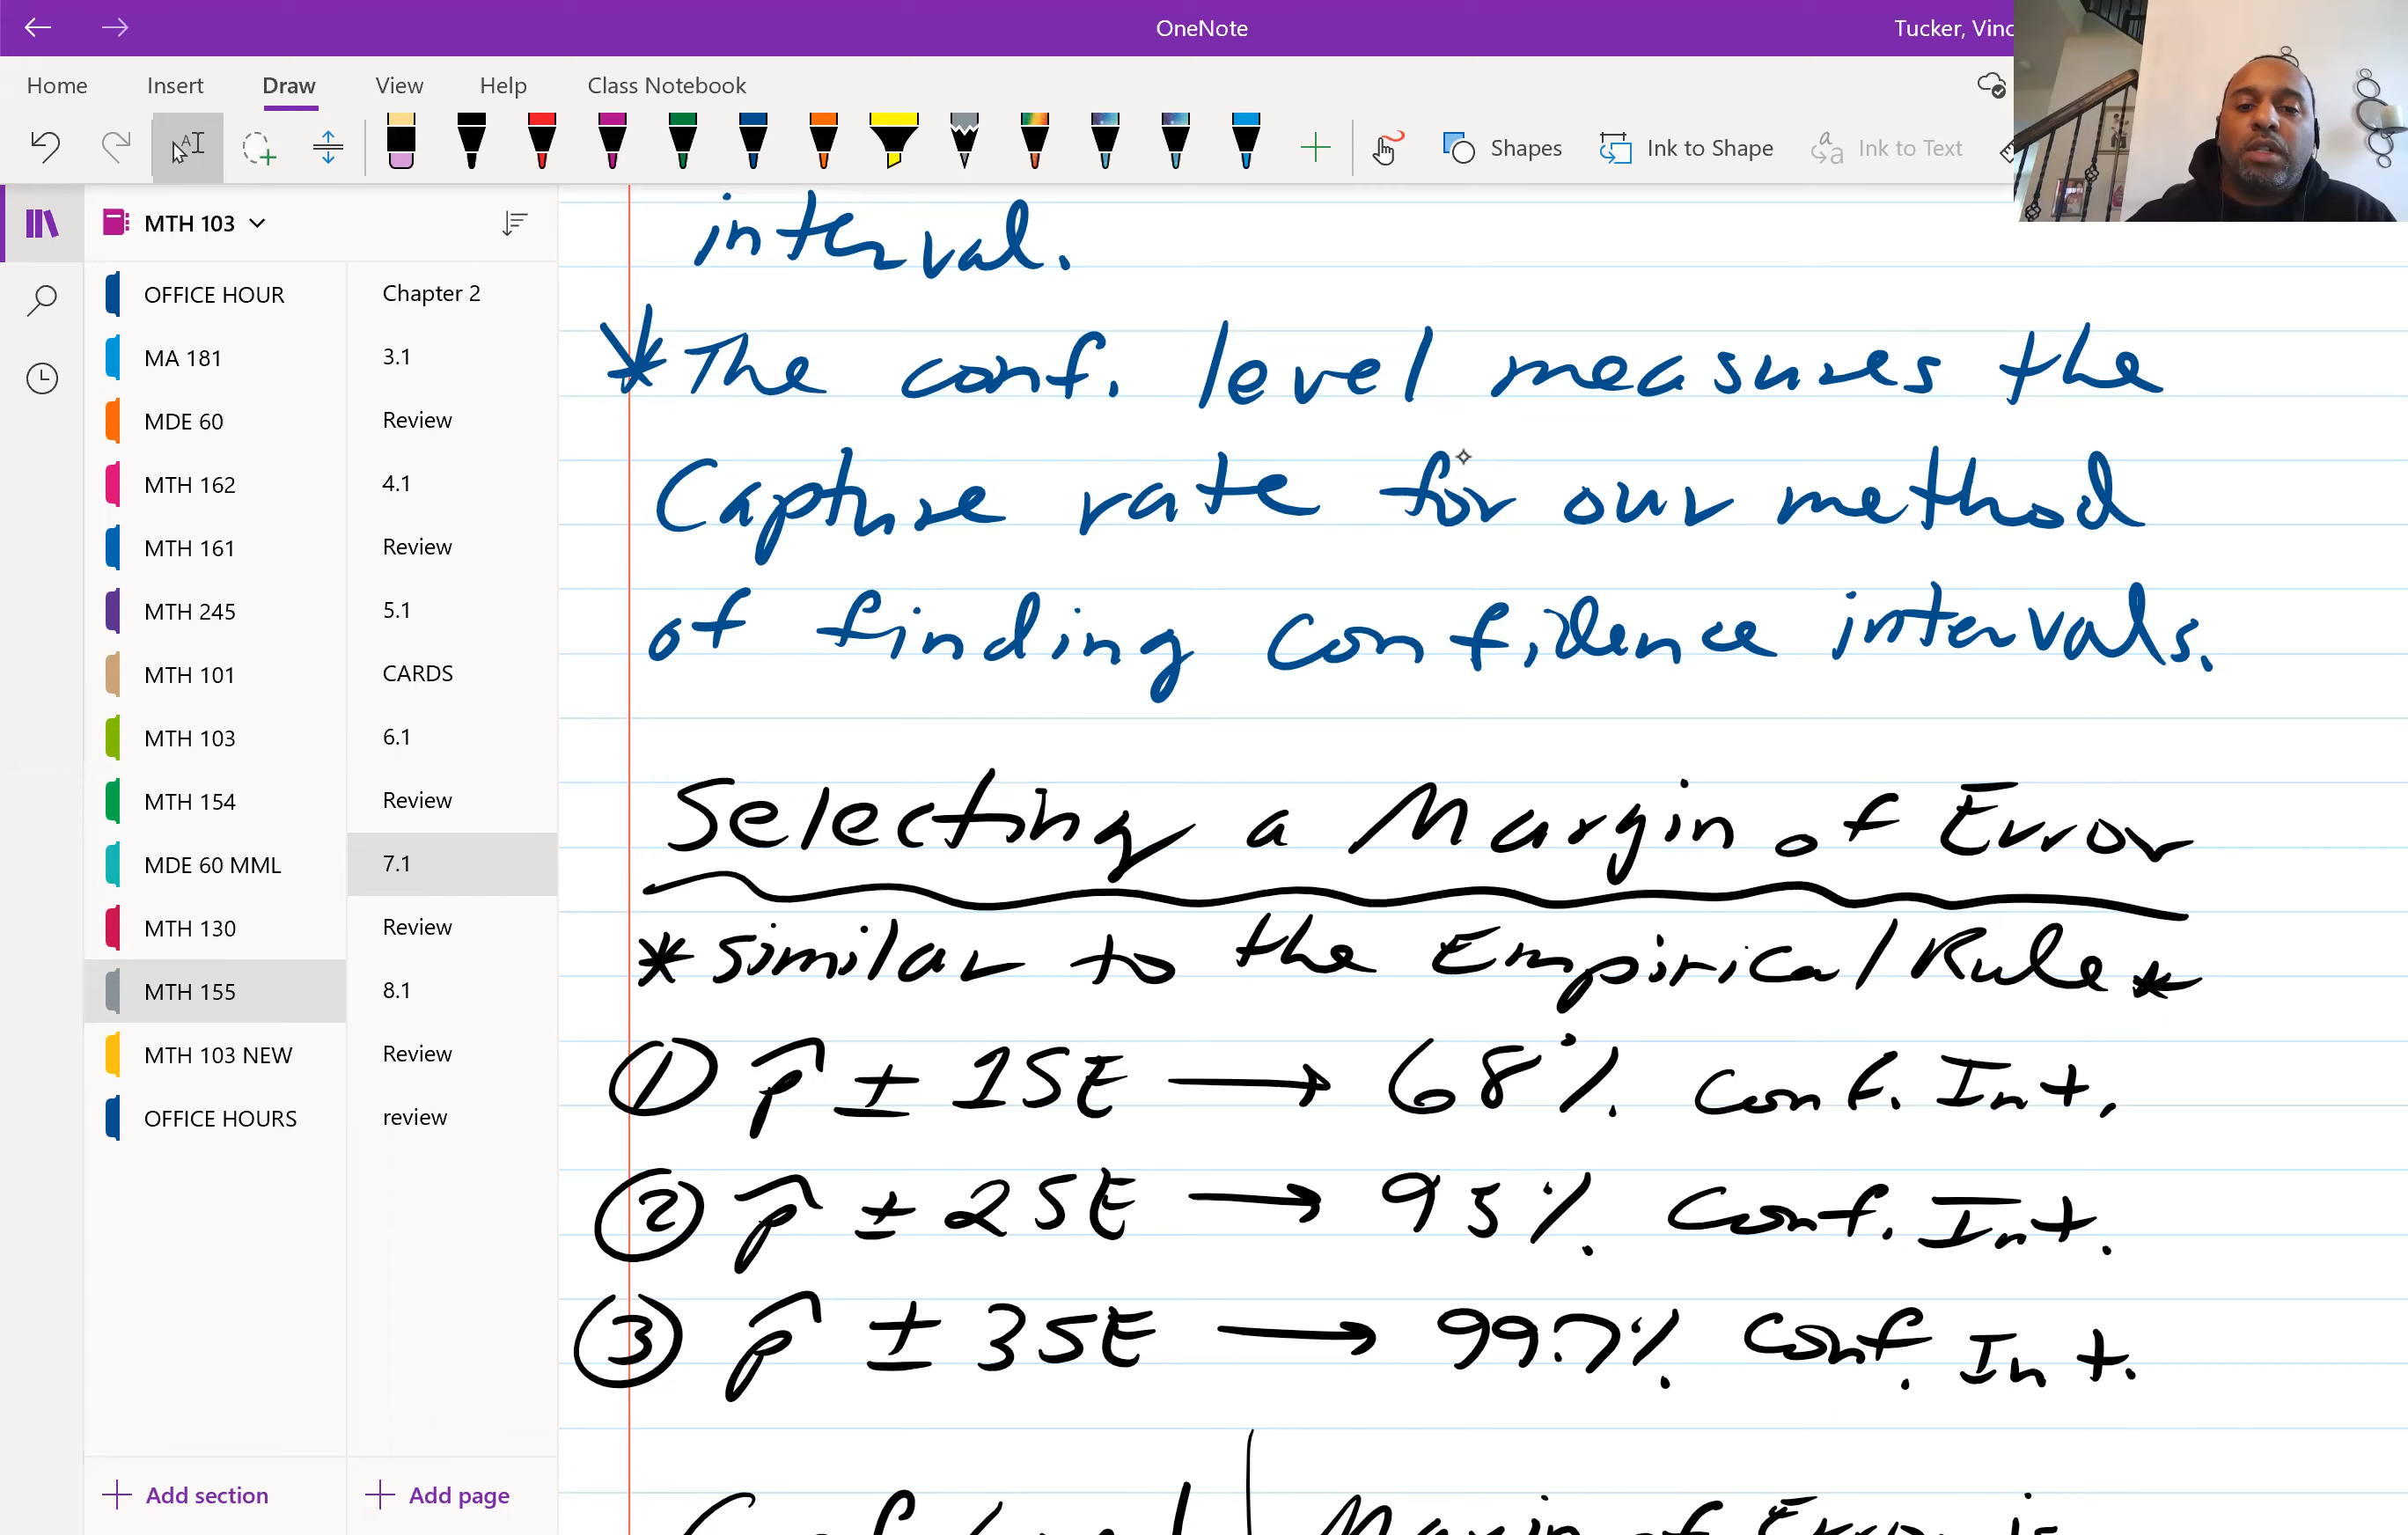 OneNote
Tucker, Vinc
Home Insert Draw View Help Class Notebook
Shapes Ink to Shape Ink to Text
MTH 103
OFFICE HOUR
MA 181
MDE 60
MTH 162
MTH 161
MTH 245
MTH 101
MTH 103
MTH 154
MDE 60 MML
MTH 130
MTH 155
MTH 103 NEW
OFFICE HOURS
Add section
Chapter 2
3.1
Review
4.1
Review
5.1
CARDS
6.1
Review
7.1
Review
8.1
Review
review
Add page
interval.
* The conf. level measures the
Capture rate for our method
of finding confidence intervals.
Selecting a Margin of Error
* similar to the Empirical Rule *
① p̂ ± 1SE → 68% conf. Int.
② p̂ ± 2SE → 95% Conf. Int.
③ p̂ ± 3SE → 99.7% Conf. Int.
Margin of Error is